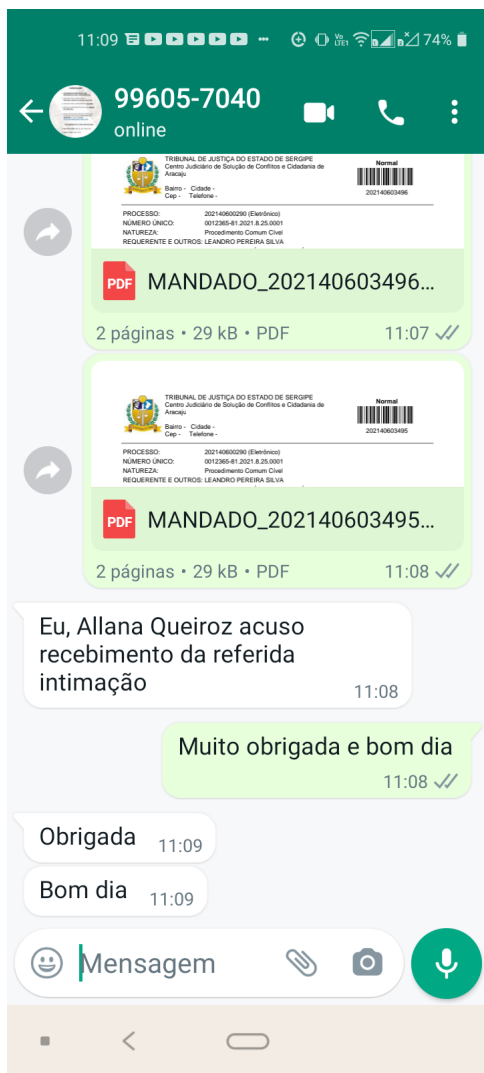 11:09
Vo
LTE1
74%
99605-7040
online
TRIBUNAL DE JUSTIÇA DO ESTADO DE SERGIPE
Centro Judiciário de Solução de Conflitos e Cidadania de
Aracaju
Normal
Bairro - Cidade -
Cep - Telefone -
202140603496
PROCESSO: 202140600290 (Eletrônico)
NÚMERO ÚNICO: 0012365-81.2021.8.25.0001
NATUREZA: Procedimento Comum Cível
REQUERENTE E OUTROS: LEANDRO PEREIRA SILVA
PDF MANDADO_202140603496...
2 páginas • 29 kB • PDF 11:07
TRIBUNAL DE JUSTIÇA DO ESTADO DE SERGIPE
Centro Judiciário de Solução de Conflitos e Cidadania de
Aracaju
Normal
Bairro - Cidade -
Cep - Telefone -
202140603495
PROCESSO: 202140600290 (Eletrônico)
NÚMERO ÚNICO: 0012365-81.2021.8.25.0001
NATUREZA: Procedimento Comum Cível
REQUERENTE E OUTROS: LEANDRO PEREIRA SILVA
PDF MANDADO_202140603495...
2 páginas • 29 kB • PDF 11:08
Eu, Allana Queiroz acuso
recebimento da referida
intimação 11:08
Muito obrigada e bom dia
11:08
Obrigada 11:09
Bom dia 11:09
Mensagem